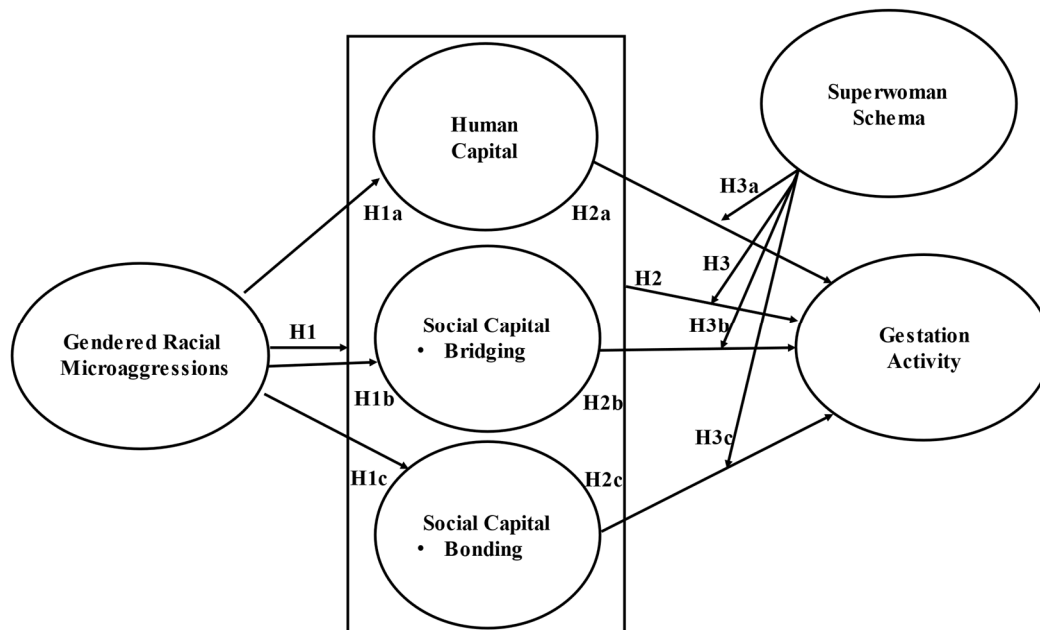 Human
Capital
Superwoman
Schema
H3a
H1a
H2a
H3
H2
H1
Gendered Racial
Microaggressions
Social Capital
• Bridging
H3b
Gestation
Activity
H1b
H2b
H3c
H1c
H2c
Social Capital
• Bonding